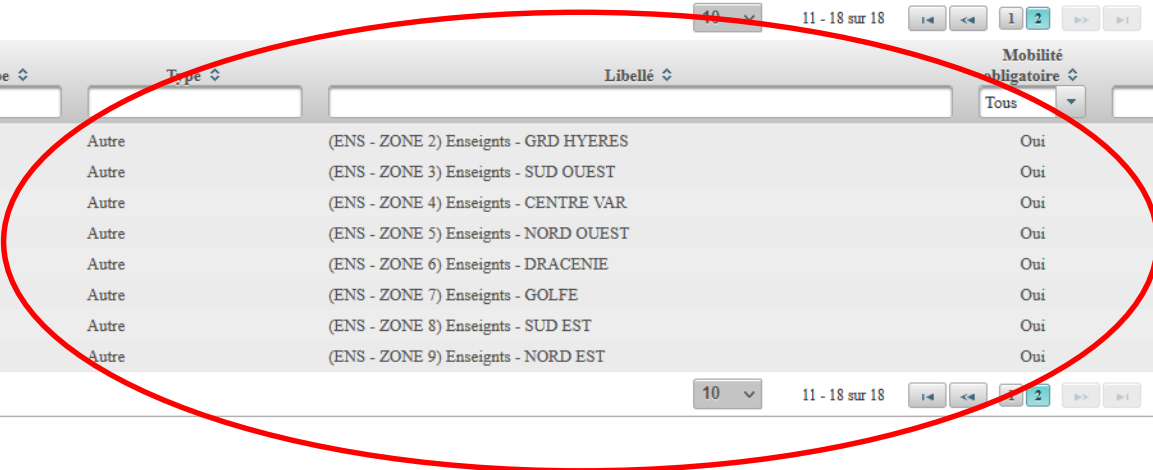 10 11 - 18 sur 18 1 2
Type Libellé Mobilité
obligatoire
Tous
Autre (ENS - ZONE 2) Enseignts - GRD HYERES Oui
Autre (ENS - ZONE 3) Enseignts - SUD OUEST Oui
Autre (ENS - ZONE 4) Enseignts - CENTRE VAR Oui
Autre (ENS - ZONE 5) Enseignts - NORD OUEST Oui
Autre (ENS - ZONE 6) Enseignts - DRACENIE Oui
Autre (ENS - ZONE 7) Enseignts - GOLFE Oui
Autre (ENS - ZONE 8) Enseignts - SUD EST Oui
Autre (ENS - ZONE 9) Enseignts - NORD EST Oui
10 11 - 18 sur 18 1 2